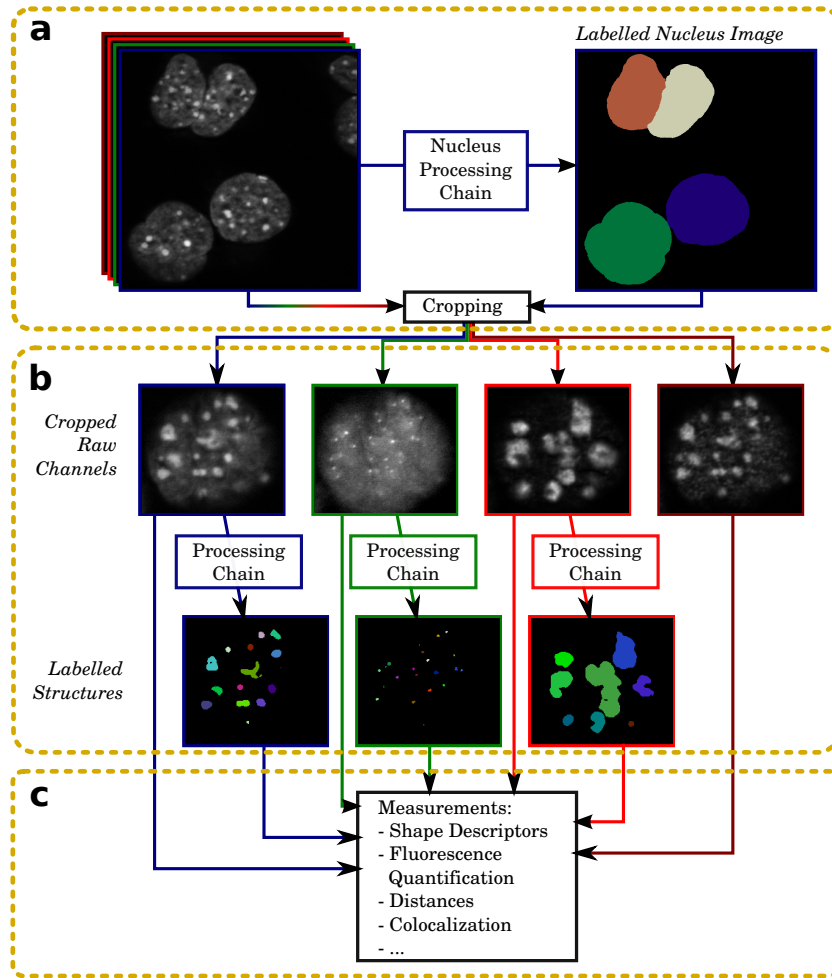 a
Labelled Nucleus Image
Nucleus
Processing
Chain
Cropping
b
Cropped
Raw
Channels
Processing
Chain
Processing
Chain
Processing
Chain
Labelled
Structures
c
Measurements:
- Shape Descriptors
- Fluorescence
Quantification
- Distances
- Colocalization
- ...